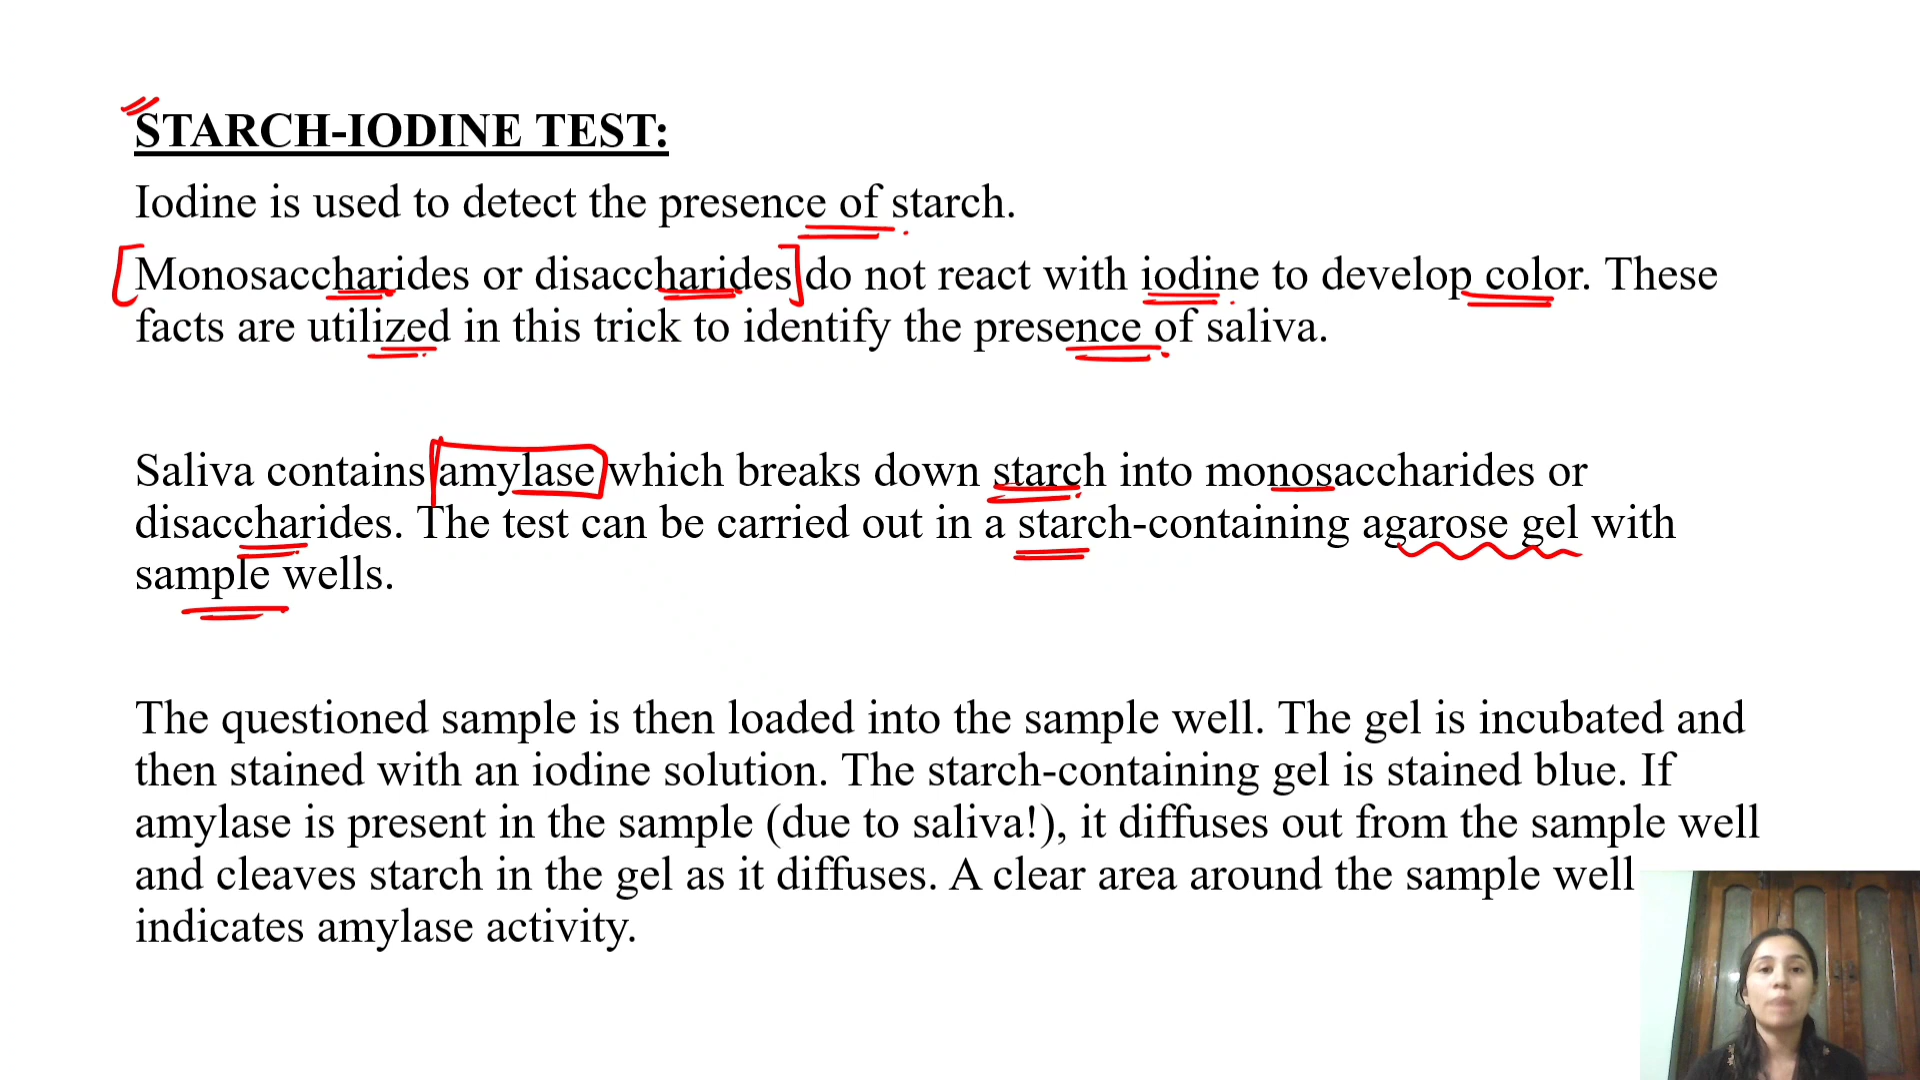 STARCH-IODINE TEST:
Iodine is used to detect the presence of starch.
Monosaccharides or disaccharides do not react with iodine to develop color. These
facts are utilized in this trick to identify the presence of saliva.
Saliva contains amylase which breaks down starch into monosaccharides or
disaccharides. The test can be carried out in a starch-containing agarose gel with
sample wells.
The questioned sample is then loaded into the sample well. The gel is incubated and
then stained with an iodine solution. The starch-containing gel is stained blue. If
amylase is present in the sample (due to saliva!), it diffuses out from the sample well
and cleaves starch in the gel as it diffuses. A clear area around the sample well
indicates amylase activity.